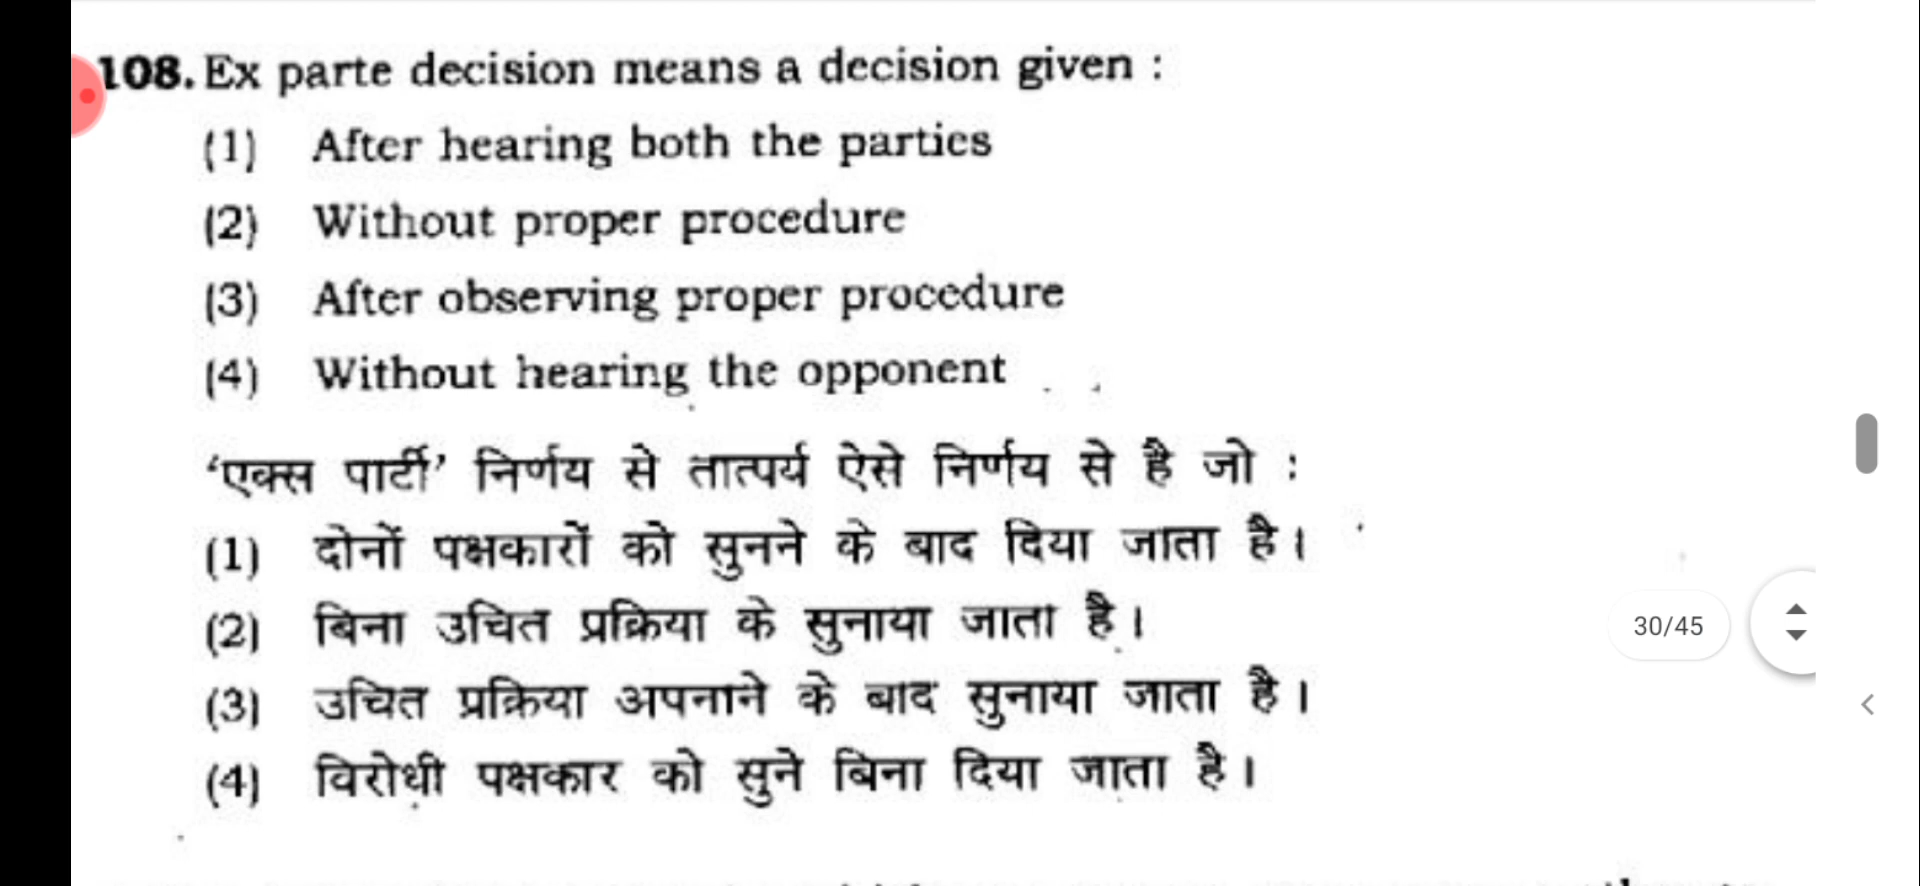 108. Ex parte decision means a decision given :
(1) After hearing both the parties
(2) Without proper procedure
(3) After observing proper procedure
(4) Without hearing the opponent
‘एक्स पार्टी’ निर्णय से तात्पर्य ऐसे निर्णय से है जो :
(1) दोनों पक्षकारों को सुनने के बाद दिया जाता है।
(2) बिना उचित प्रक्रिया के सुनाया जाता है।
30/45
(3) उचित प्रक्रिया अपनाने के बाद सुनाया जाता है।
(4) विरोधी पक्षकार को सुने बिना दिया जाता है।